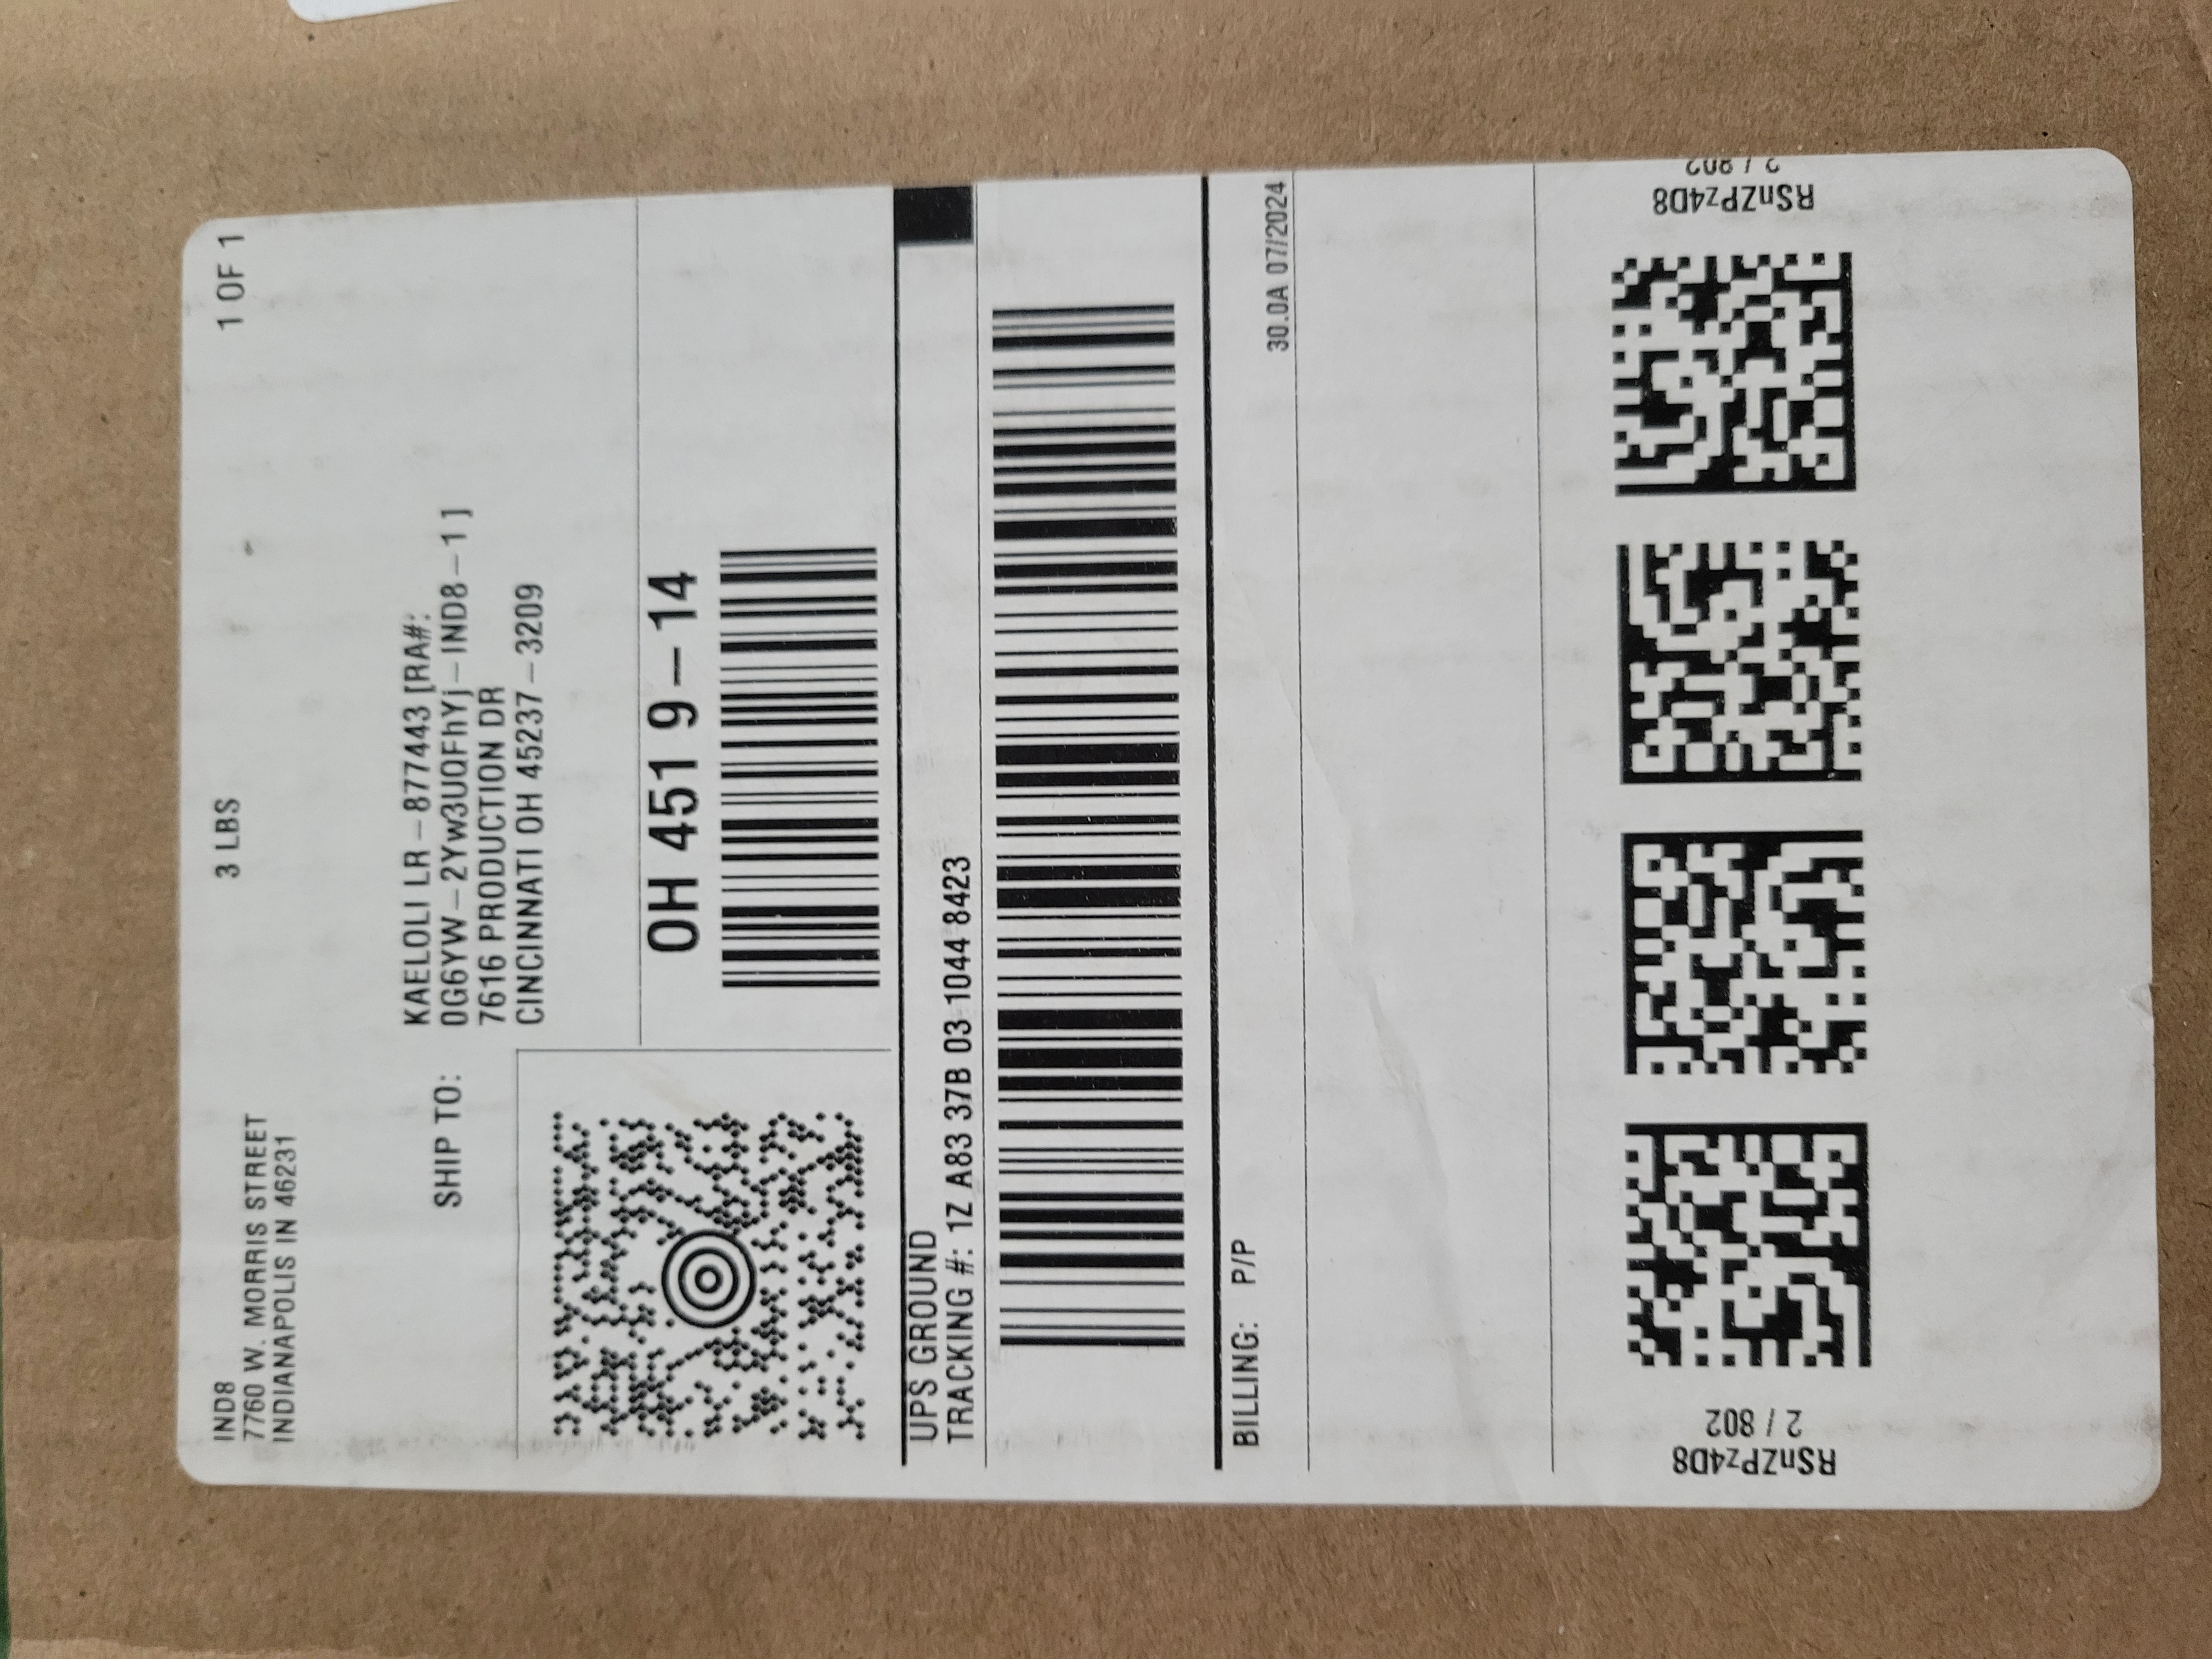 IND8
7760 W. MORRIS STREET
INDIANAPOLIS IN 46231
3 LBS
1 OF 1
SHIP TO:
KAELOLI LR – 877443 [RA#:
0G6YW – 2Yw3UQFhYj – IND8 – 1 ]
7616 PRODUCTION DR
CINCINNATI OH 45237 – 3209
OH 451 9 – 14
UPS GROUND
TRACKING #: 1Z A83 37B 03 1044 8423
BILLING: P/P
30.0A 07/2024
RSnZPz4D8
2 / 802
RSnZPz4D8
2 / 802